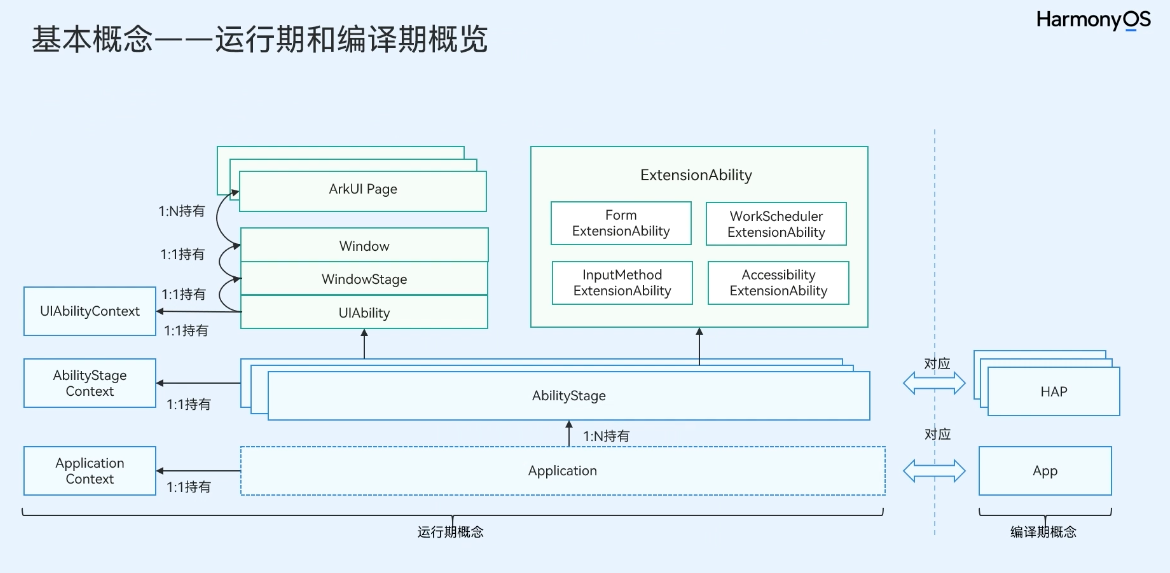 基本概念——运行期和编译期概览
HarmonyOS
ArkUI Page
1:N持有
Window
1:1持有
WindowStage
1:1持有
UIAbility
UIAbilityContext
1:1持有
ExtensionAbility
Form
ExtensionAbility
WorkScheduler
ExtensionAbility
InputMethod
ExtensionAbility
Accessibility
ExtensionAbility
AbilityStage
Context
1:1持有
AbilityStage
对应
HAP
1:N持有
Application
Context
1:1持有
Application
对应
App
运行期概念
编译期概念